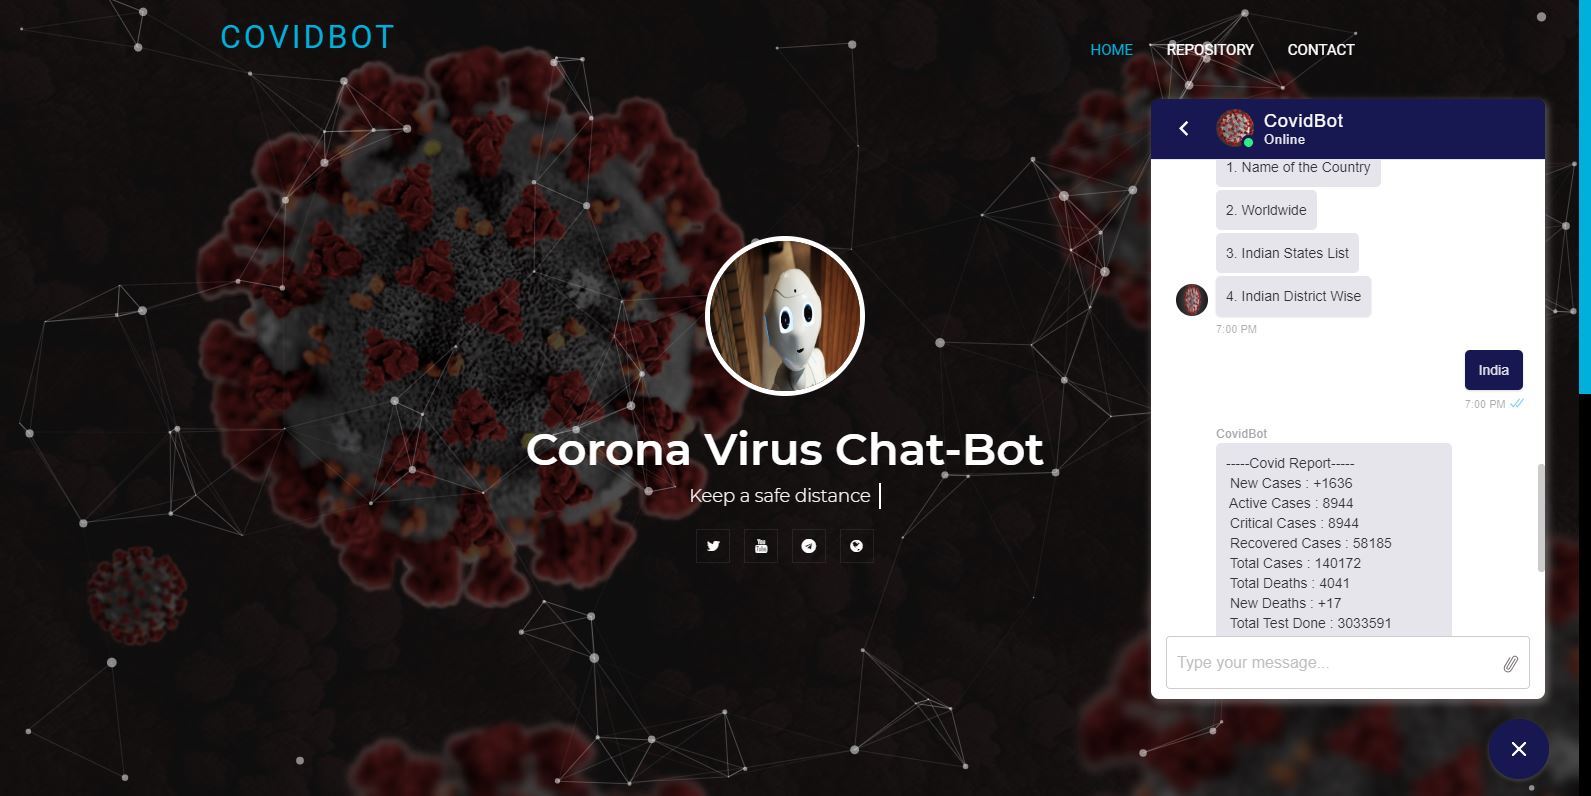 COVIDBOT
HOME REPOSITORY CONTACT
Corona Virus Chat-Bot
Keep a safe distance
You
Tube
CovidBot
Online
1. Name of the Country
2. Worldwide
3. Indian States List
4. Indian District Wise
7:00 PM
India
7:00 PM
CovidBot
-----Covid Report-----
New Cases : +1636
Active Cases : 8944
Critical Cases : 8944
Recovered Cases : 58185
Total Cases : 140172
Total Deaths : 4041
New Deaths : +17
Total Test Done : 3033591
Type your message...